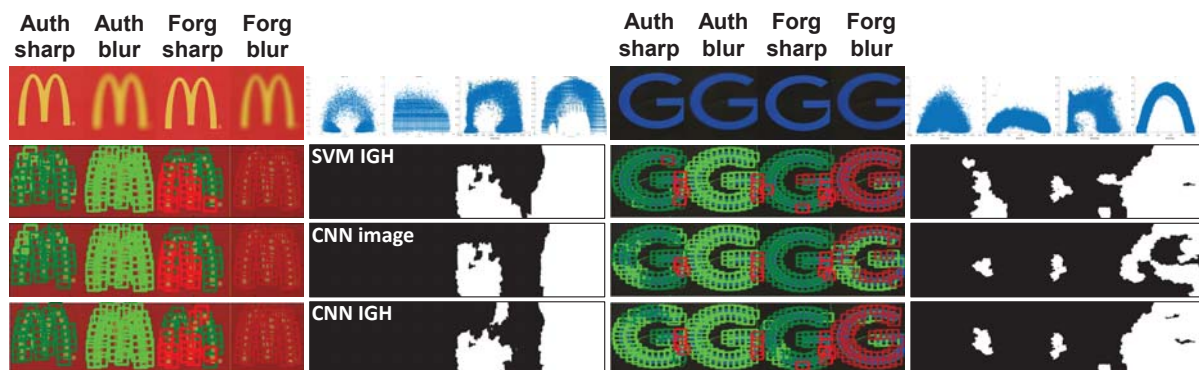 Auth Auth Forg Forg
sharp blur sharp blur
Auth Auth Forg Forg
sharp blur sharp blur
SVM IGH
CNN image
CNN IGH